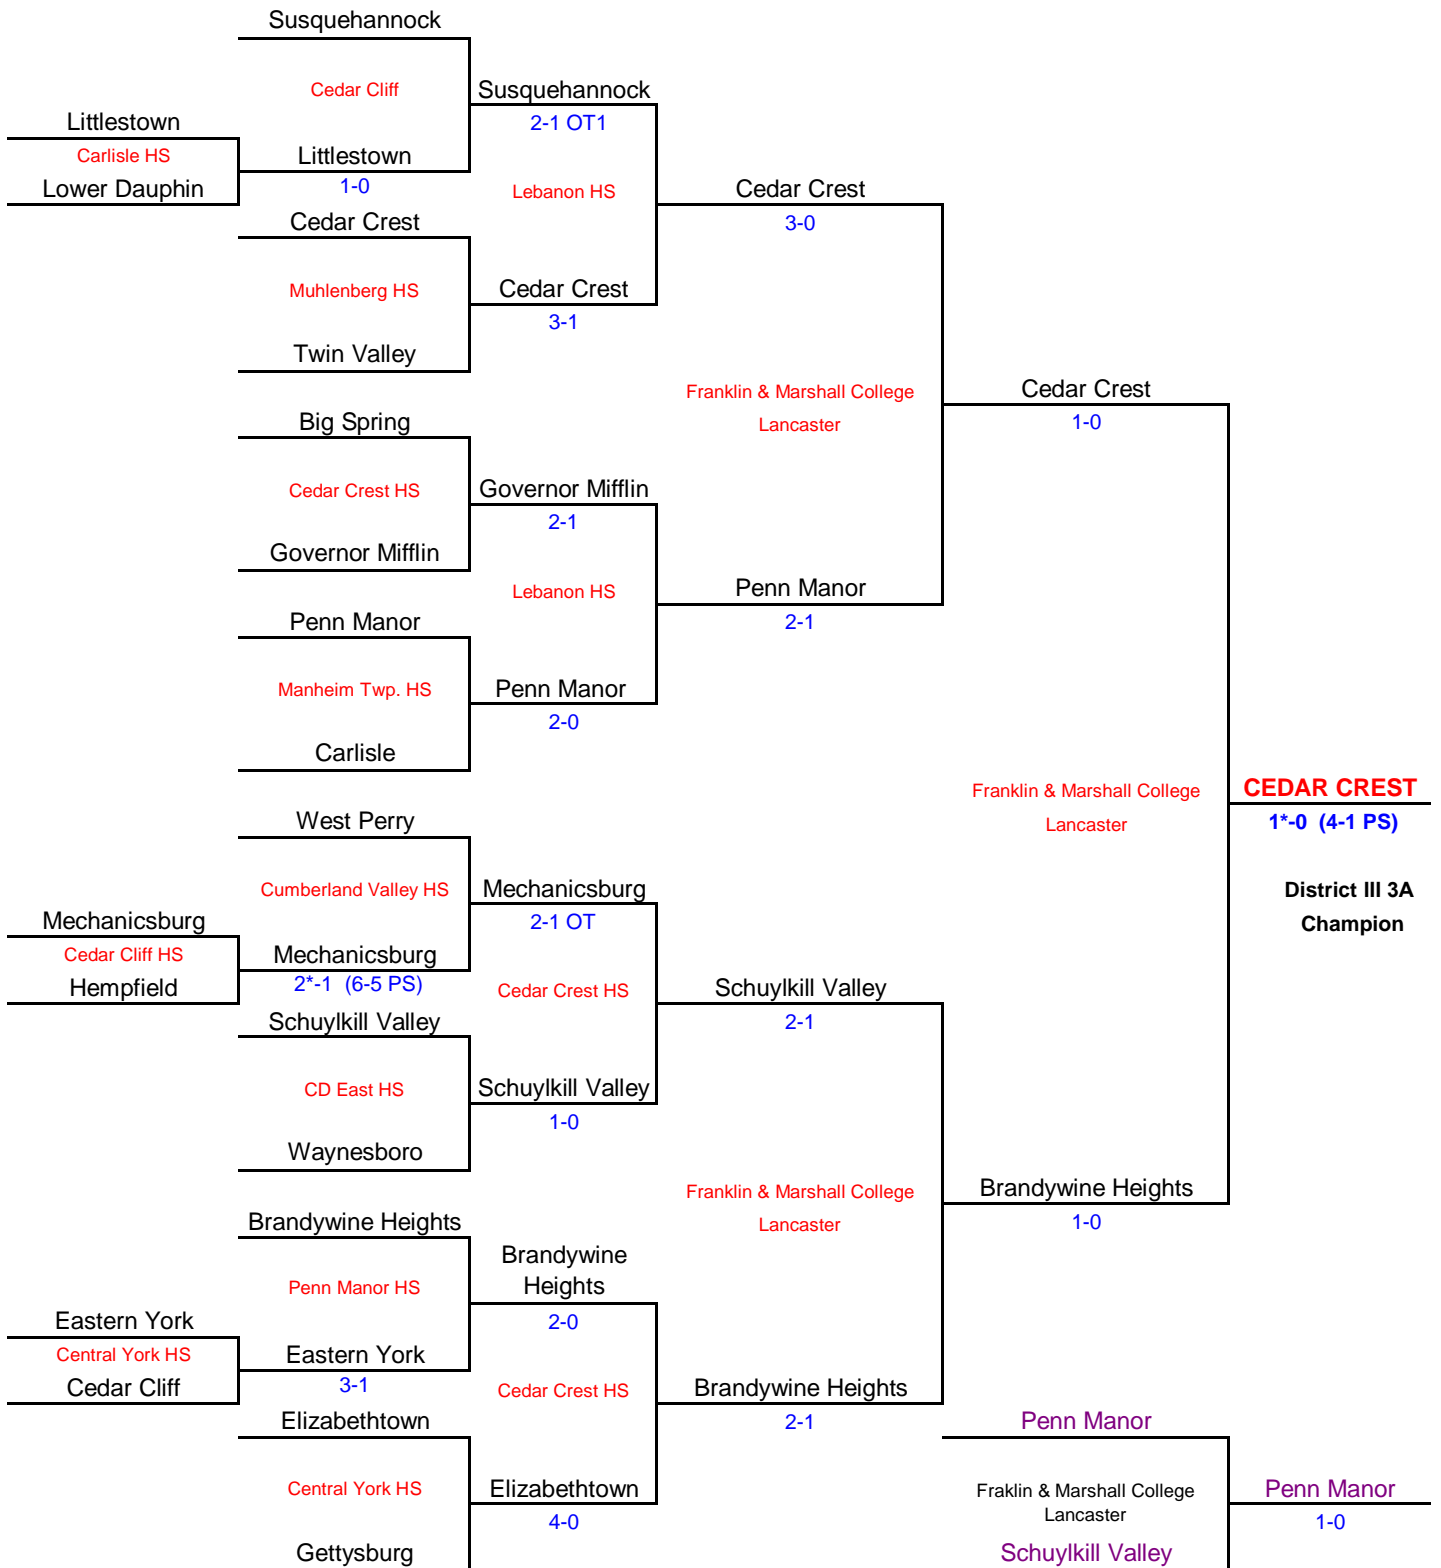 Susquehannock
Cedar Cliff
Susquehannock
Littlestown
2-1 OT1
Carlisle HS
Littlestown
Lower Dauphin
1-0
Lebanon HS
Cedar Crest
Cedar Crest
3-0
Muhlenberg HS
Cedar Crest
3-1
Twin Valley
Franklin & Marshall College
Lancaster
Cedar Crest
1-0
Big Spring
Cedar Crest HS
Governor Mifflin
2-1
Governor Mifflin
Lebanon HS
Penn Manor
2-1
Penn Manor
Manheim Twp. HS
Penn Manor
2-0
Carlisle
Franklin & Marshall College
Lancaster
CEDAR CREST
1*-0 (4-1 PS)
District III 3A
Champion
West Perry
Cumberland Valley HS
Mechanicsburg
2-1 OT
Mechanicsburg
Cedar Cliff HS
Mechanicsburg
Hempfield
2*-1 (6-5 PS)
Cedar Crest HS
Schuylkill Valley
2-1
Schuylkill Valley
CD East HS
Schuylkill Valley
1-0
Waynesboro
Franklin & Marshall College
Lancaster
Brandywine Heights
1-0
Brandywine Heights
Penn Manor HS
Brandywine
Heights
2-0
Eastern York
Central York HS
Eastern York
Cedar Cliff
3-1
Cedar Crest HS
Brandywine Heights
2-1
Elizabethtown
Central York HS
Elizabethtown
4-0
Gettysburg
Penn Manor
Fraklin & Marshall College
Lancaster
Penn Manor
1-0
Schuylkill Valley